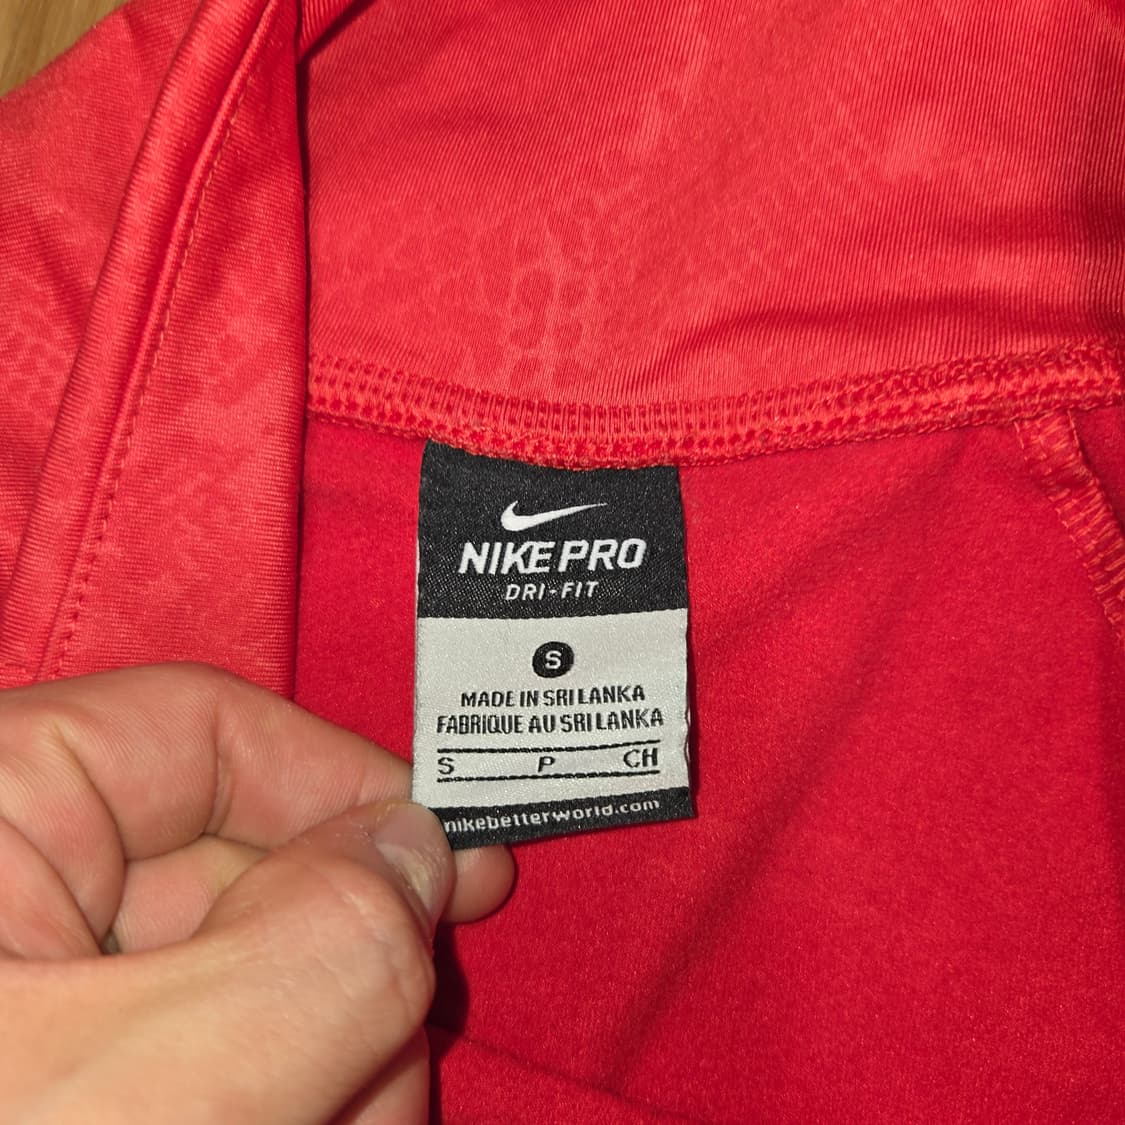 NIKE PRO
DRI-FIT
S
MADE IN SRI LANKA
FABRIQUE AU SRI LANKA
S P CH
nikebetterworld.com